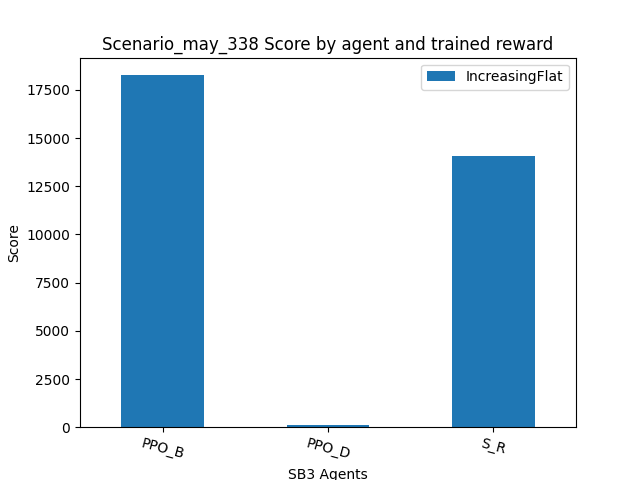 Scenario_may_338 Score by agent and trained reward
IncreasingFlat
17500
15000
12500
10000
7500
5000
2500
0
Score
PPO_B
PPO_D
S_R
SB3 Agents